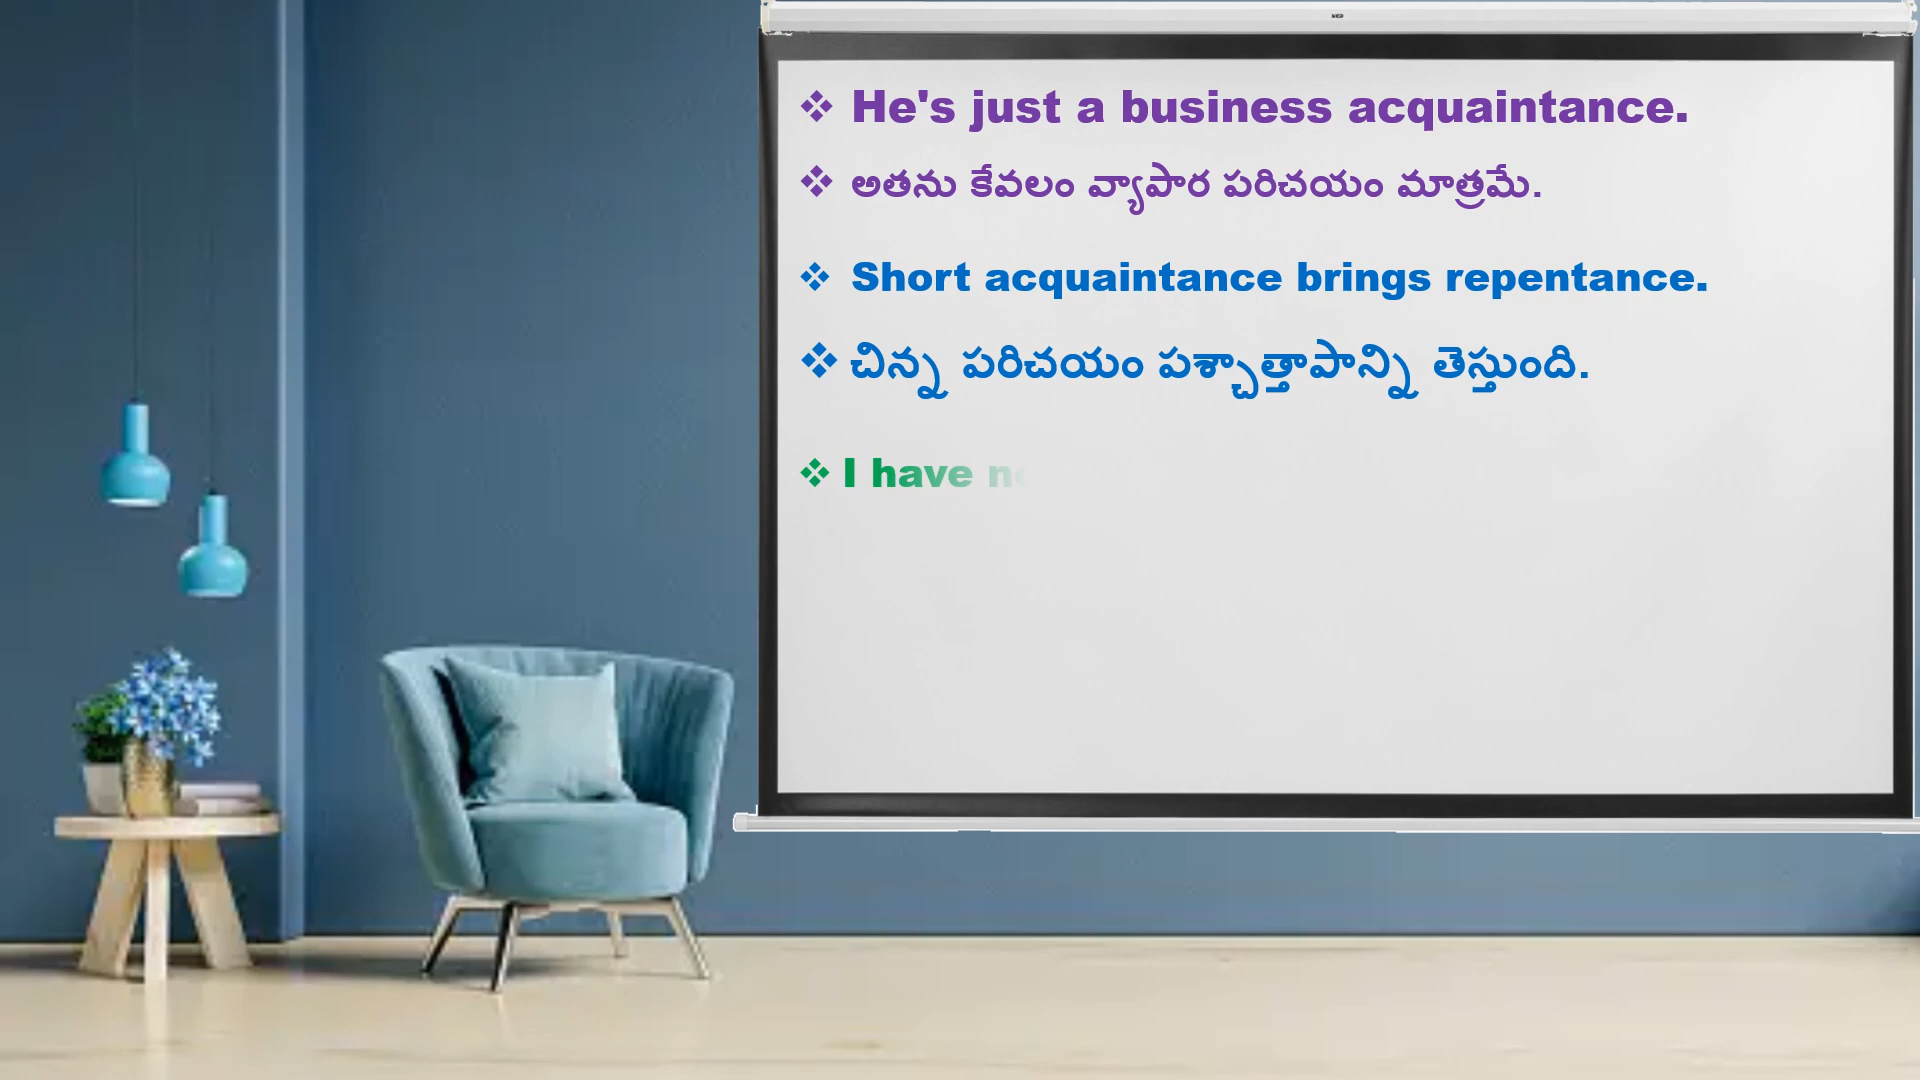 ❖ He's just a business acquaintance.
❖ అతను కేవలం వ్యాపార పరిచయం మాత్రమే.
❖ Short acquaintance brings repentance.
❖ చిన్న పరిచయం పశ్చాత్తాపాన్ని తెస్తుంది.
❖ I have